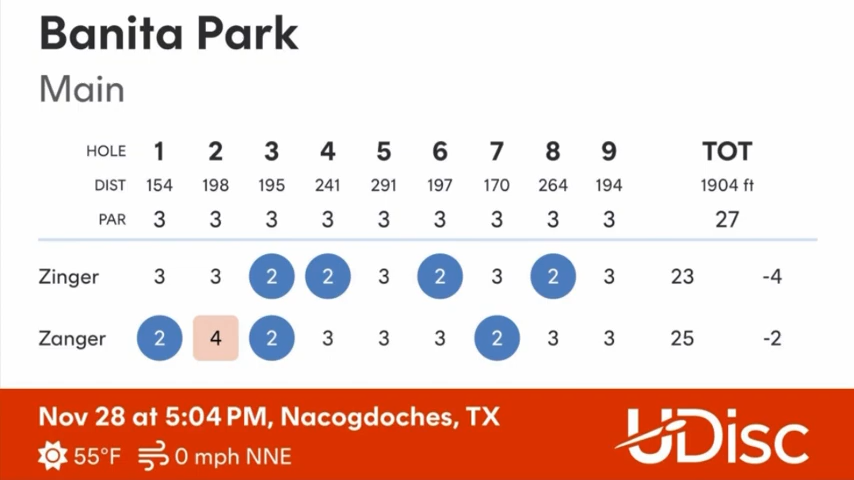 Banita Park
Main
HOLE 1 2 3 4 5 6 7 8 9 TOT
DIST 154 198 195 241 291 197 170 264 194 1904 ft
PAR 3 3 3 3 3 3 3 3 3 27
Zinger 3 3 2 2 3 2 3 2 3 23 -4
Zanger 2 4 2 3 3 3 2 3 3 25 -2
Nov 28 at 5:04 PM, Nacogdoches, TX
55°F 0 mph NNE
UDisc